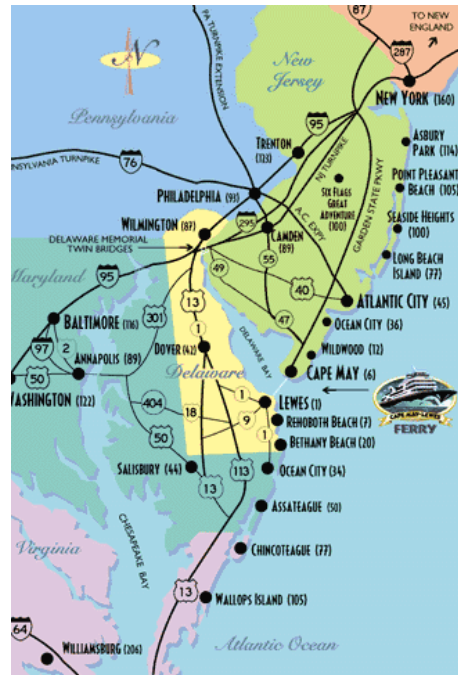 87
TO NEW
ENGLAND
PA TURNPIKE EXTENSION
N
New
Jersey
287
NEW YORK (160)
Pennsylvania
95
ASBURY
PARK (114)
TRENTON
(123)
NJ TURNPIKE
76
POINT PLEASANT
BEACH (105)
NSYLVANIA TURNPIKE
PHILADELPHIA (93)
SIX FLAGS
GREAT
ADVENTURE
(100)
GARDEN STATE PKWY
SEASIDE HEIGHTS
(100)
A.C. EXPY
WILMINGTON (87)
295
CAMDEN
(89)
DELAWARE MEMORIAL
TWIN BRIDGES
55
LONG BEACH
ISLAND (77)
49
Maryland
95
40
13
ATLANTIC CITY (45)
301
BALTIMORE (116)
47
OCEAN CITY (36)
1
97
2
DOVER (42)
DELAWARE BAY
WILDWOOD (12)
ANNAPOLIS (89)
Delaware
CAPE MAY (6)
50
WASHINGTON (122)
1
LEWES (1)
CAPE MAY-LEWES
FERRY
404
18
9
REHOBOTH BEACH (7)
50
1
BETHANY BEACH (20)
SALISBURY (44)
113
OCEAN CITY (34)
13
ASSATEAGUE (50)
CHESAPEAKE BAY
Virginia
CHINCOTEAGUE (77)
13
WALLOPS ISLAND (105)
64
WILLIAMSBURG (206)
Atlantic Ocean